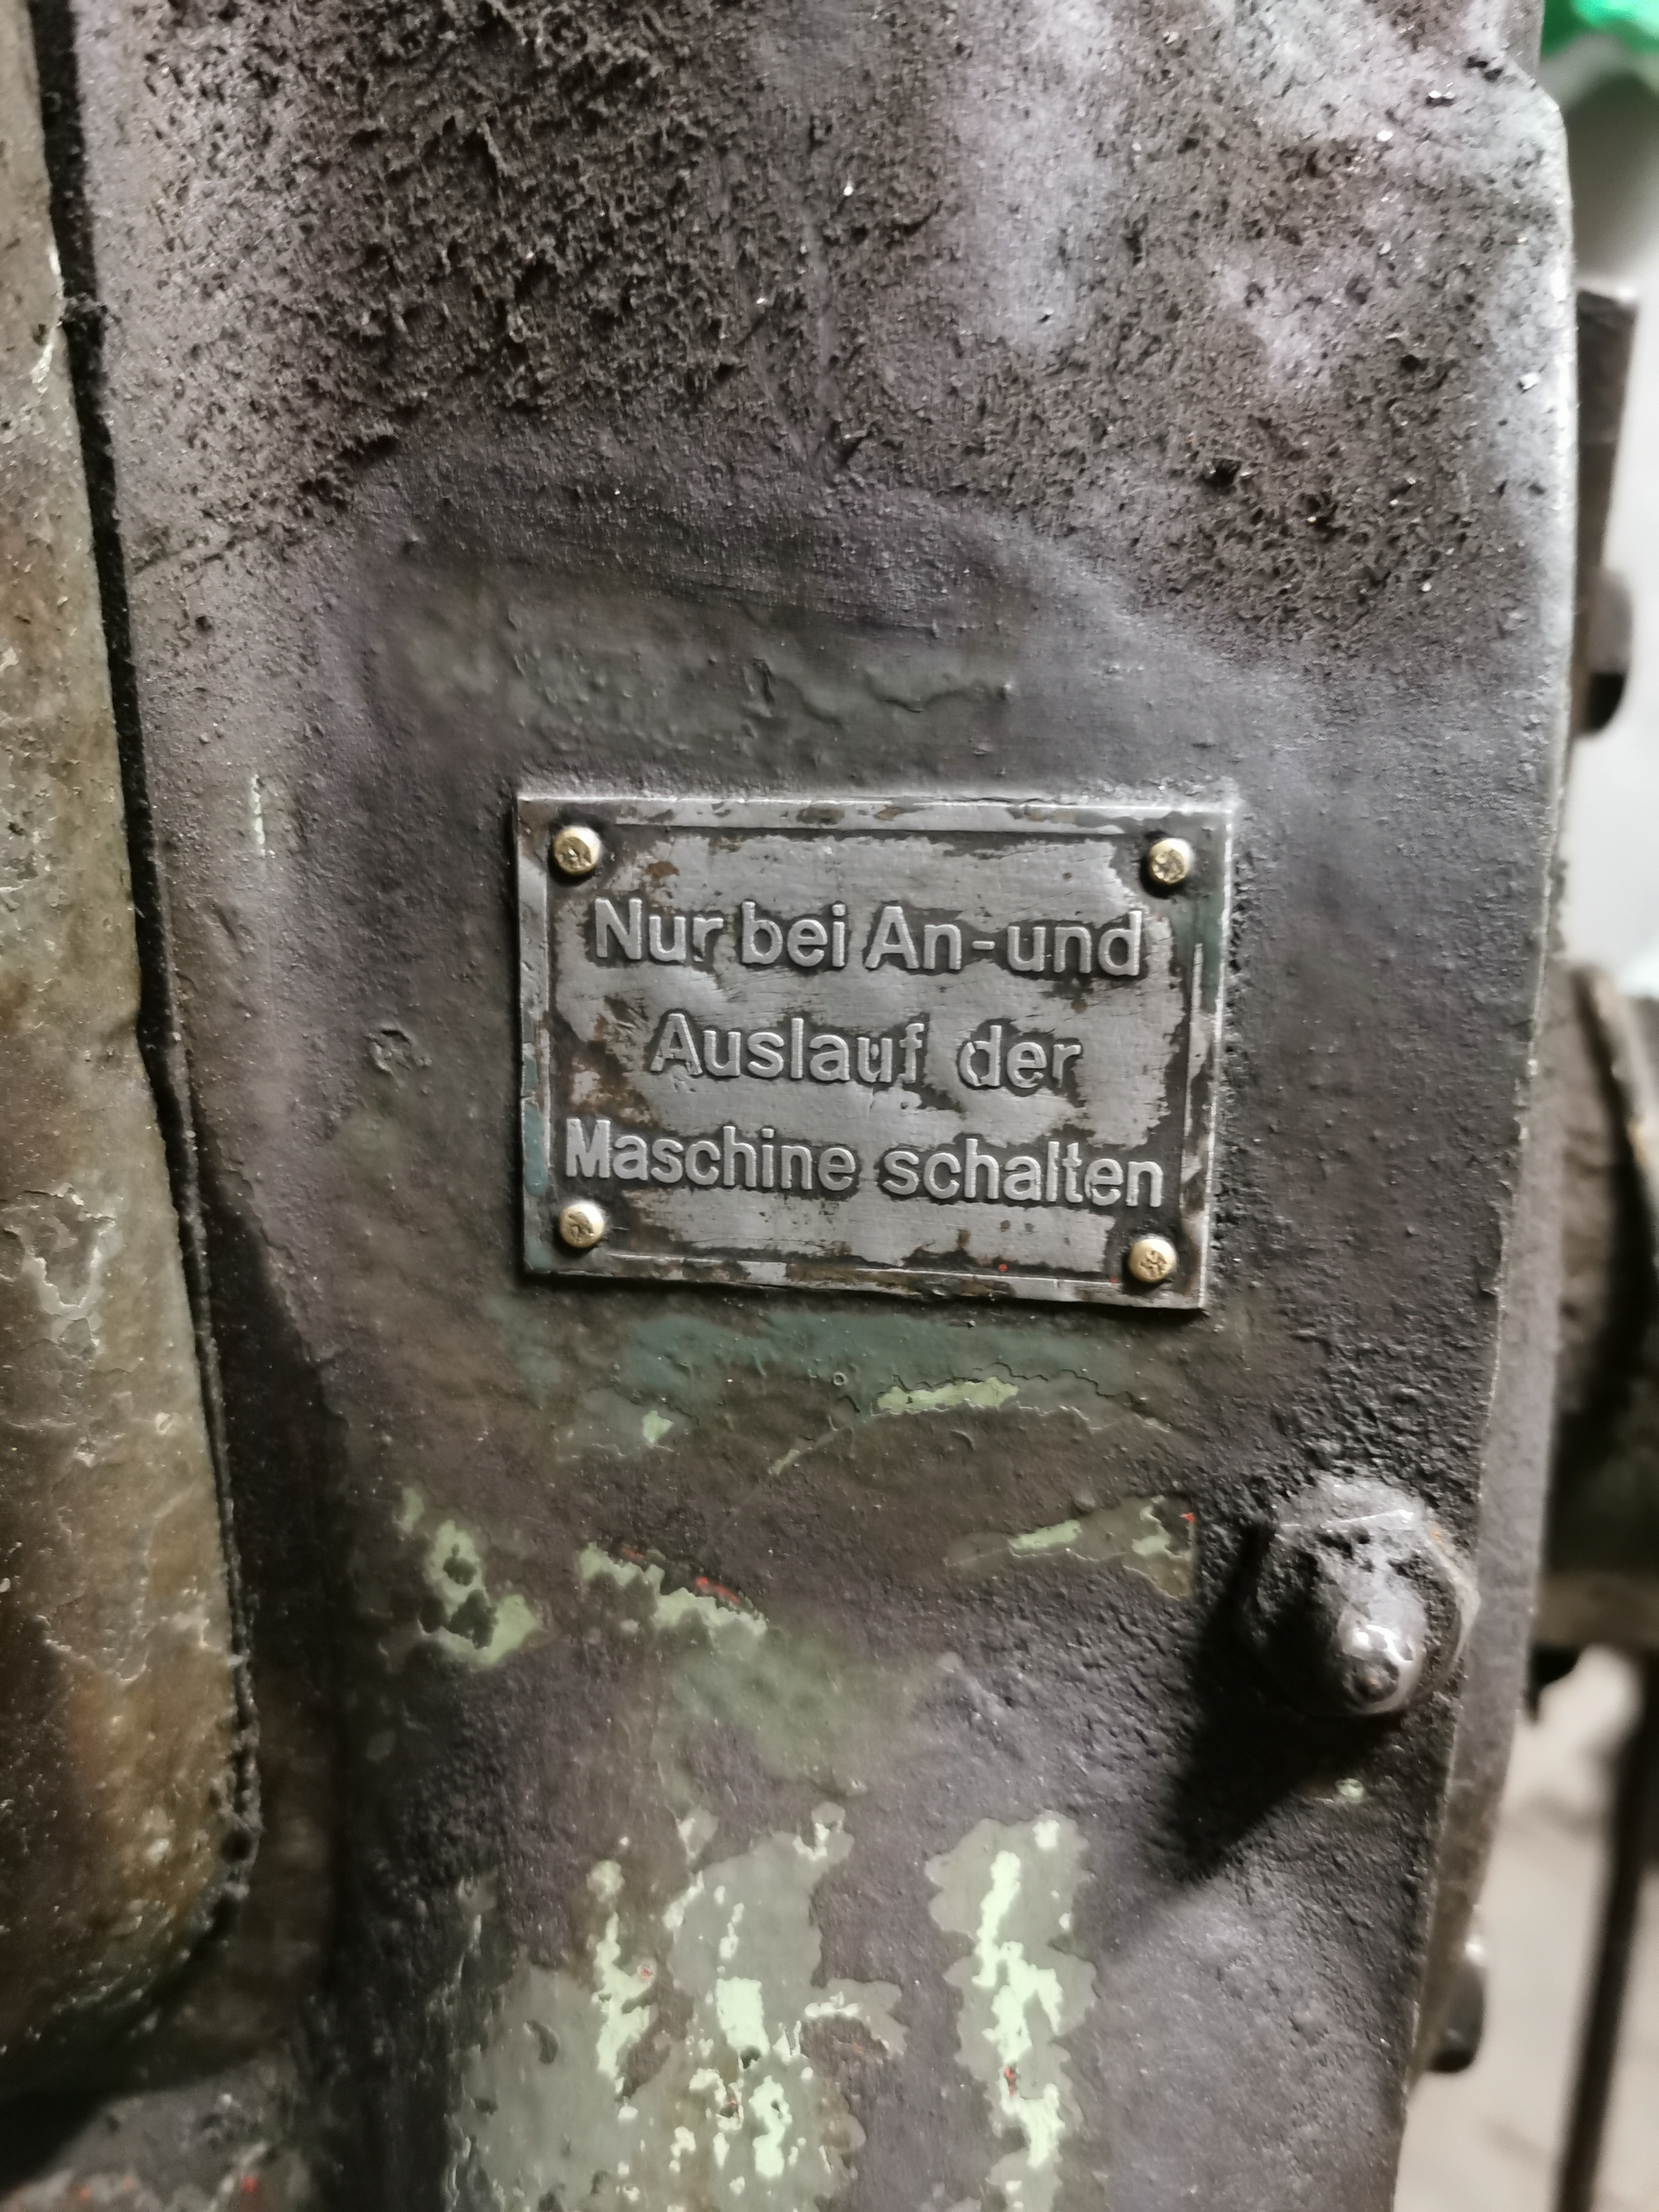 Nur bei An-und
Auslauf der
Maschine schalten